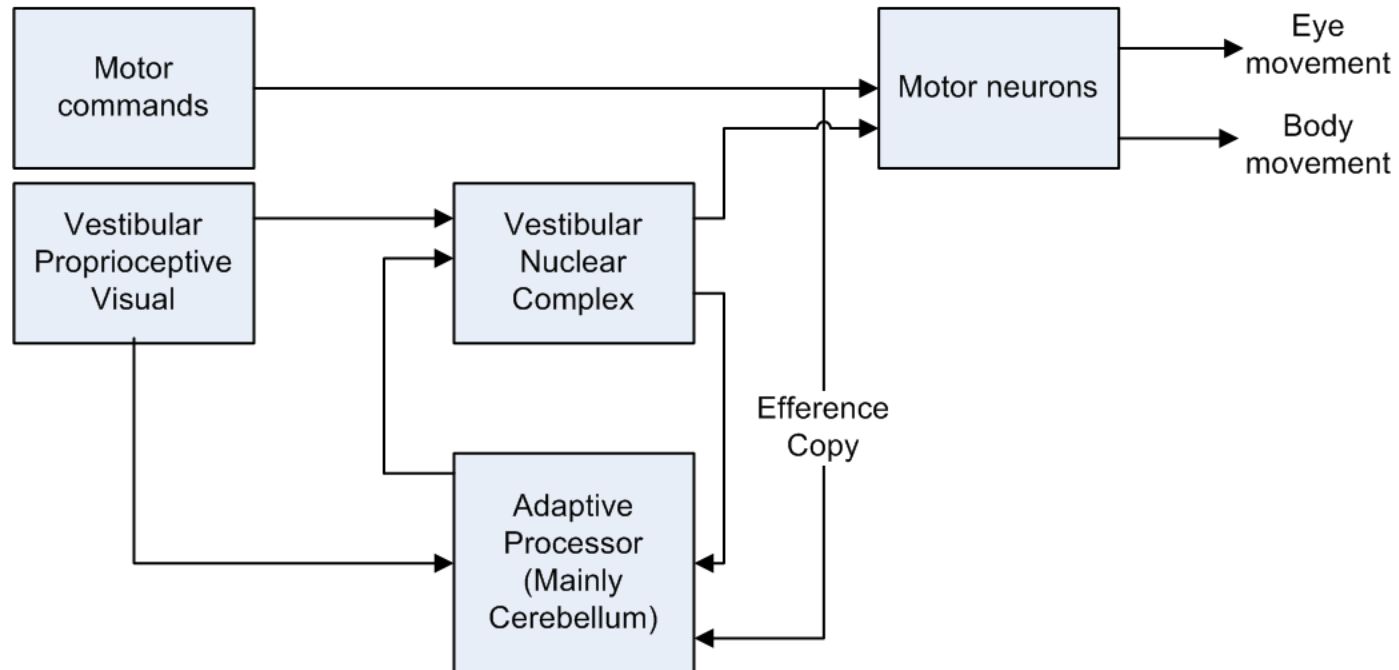 Motor
commands
Motor neurons
Eye
movement
Body
movement
Vestibular
Proprioceptive
Visual
Vestibular
Nuclear
Complex
Efference
Copy
Adaptive
Processor
(Mainly
Cerebellum)